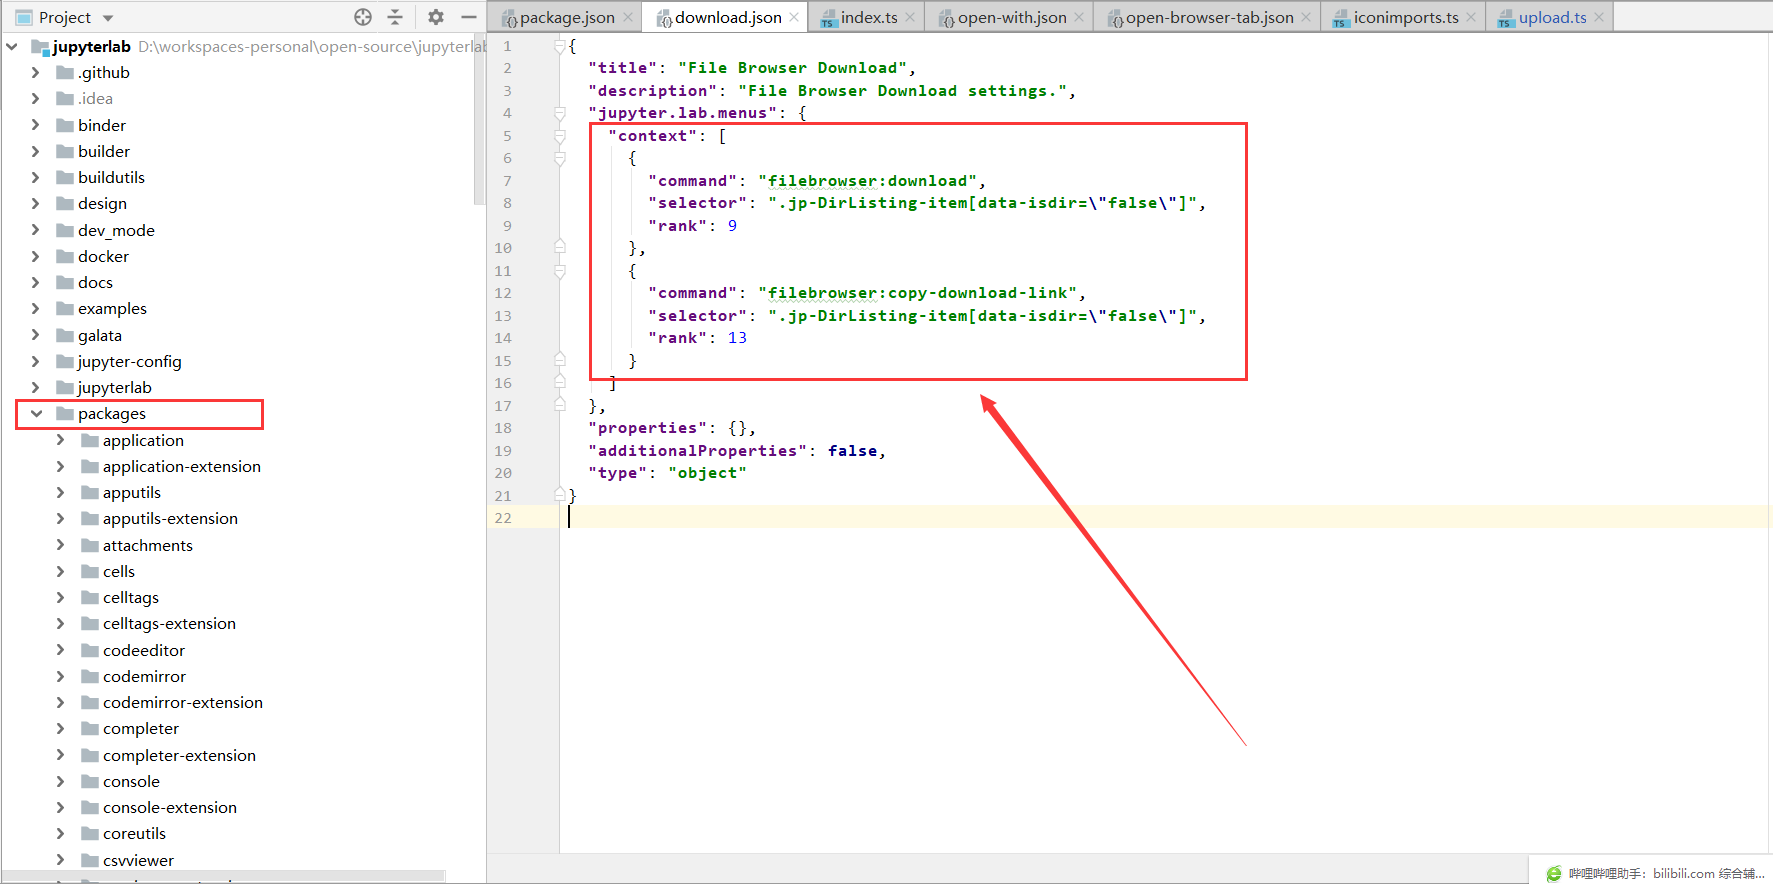 Project
package.json
download.json
index.ts
open-with.json
open-browser-tab.json
iconimports.ts
upload.ts
jupyterlab D:\workspaces-personal\open-source\jupyterlab
.github
.idea
binder
builder
buildutils
design
dev_mode
docker
docs
examples
galata
jupyter-config
jupyterlab
packages
application
application-extension
apputils
apputils-extension
attachments
cells
celltags
celltags-extension
codeeditor
codemirror
codemirror-extension
completer
completer-extension
console
console-extension
coreutils
csvviewer
1 {
2 "title": "File Browser Download",
3 "description": "File Browser Download settings.",
4 "jupyter.lab.menus": {
5 "context": [
6 {
7 "command": "filebrowser:download",
8 "selector": ".jp-DirListing-item[data-isdir=\"false\"]",
9 "rank": 9
10 },
11 {
12 "command": "filebrowser:copy-download-link",
13 "selector": ".jp-DirListing-item[data-isdir=\"false\"]",
14 "rank": 13
15 }
16 ]
17 },
18 "properties": {},
19 "additionalProperties": false,
20 "type": "object"
21 }
22
哔哩哔哩助手: bilibili.com 综合辅...